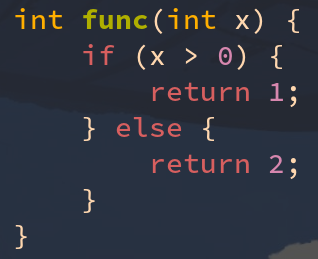 int func(int x) {
    if (x > 0) {
        return 1;
    } else {
        return 2;
    }
}